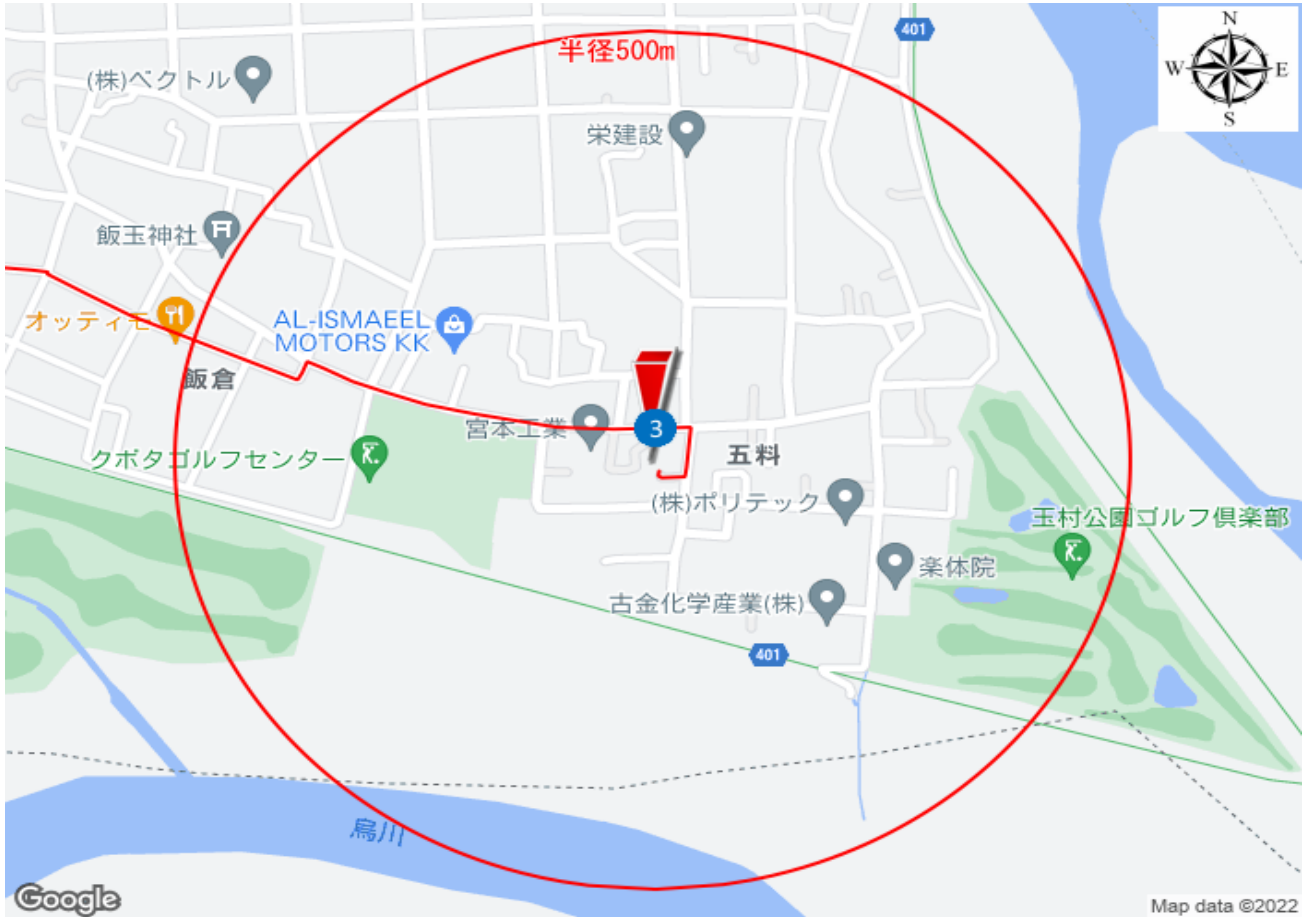 401
N
W
E
S
半径500m
(株)ベクトル
栄建設
飯玉神社
オッティモ
AL-ISMAEEL
MOTORS KK
飯倉
宮本工業
3
五料
クボタゴルフセンター
(株)ポリテック
玉村公園ゴルフ倶楽部
楽体院
古金化学産業(株)
401
烏川
Google
Map data ©2022